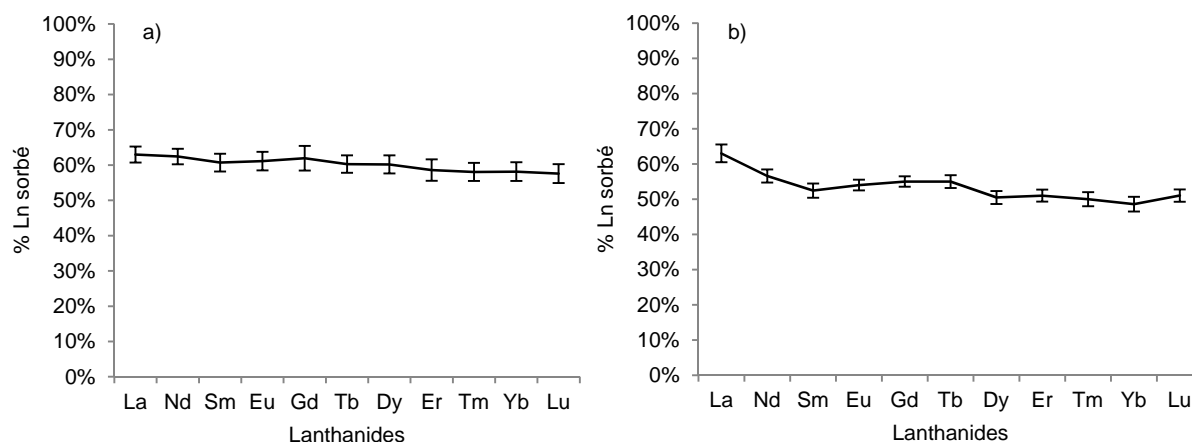 a)
100%
90%
80%
70%
60%
50%
40%
30%
20%
10%
0%
% Ln sorbé
La Nd Sm Eu Gd Tb Dy Er Tm Yb Lu
Lanthanides
b)
100%
90%
80%
70%
60%
50%
40%
30%
20%
10%
0%
% Ln sorbé
La Nd Sm Eu Gd Tb Dy Er Tm Yb Lu
Lanthanides